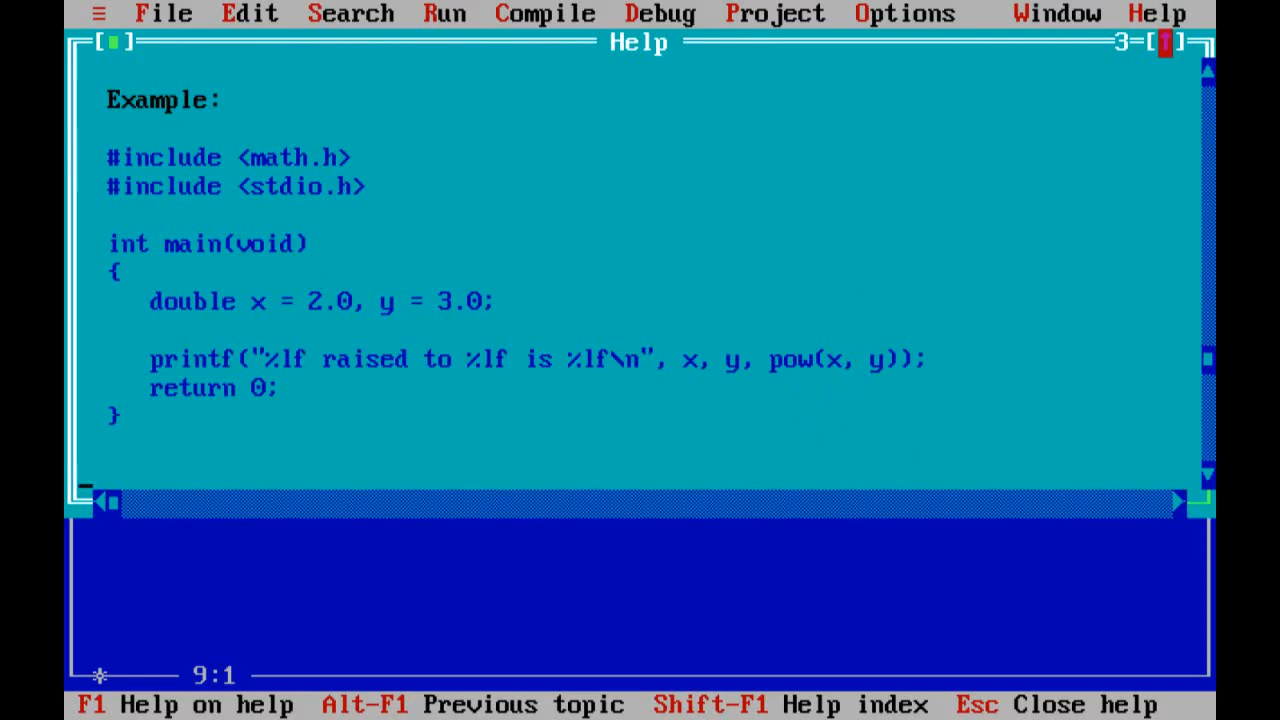 ≡ File Edit Search Run Compile Debug Project Options Window Help
Help 3=[↑]
Example:
#include <math.h>
#include <stdio.h>
int main(void)
{
double x = 2.0, y = 3.0;
printf("%lf raised to %lf is %lf\n", x, y, pow(x, y));
return 0;
}
9:1
F1 Help on help Alt-F1 Previous topic Shift-F1 Help index Esc Close help